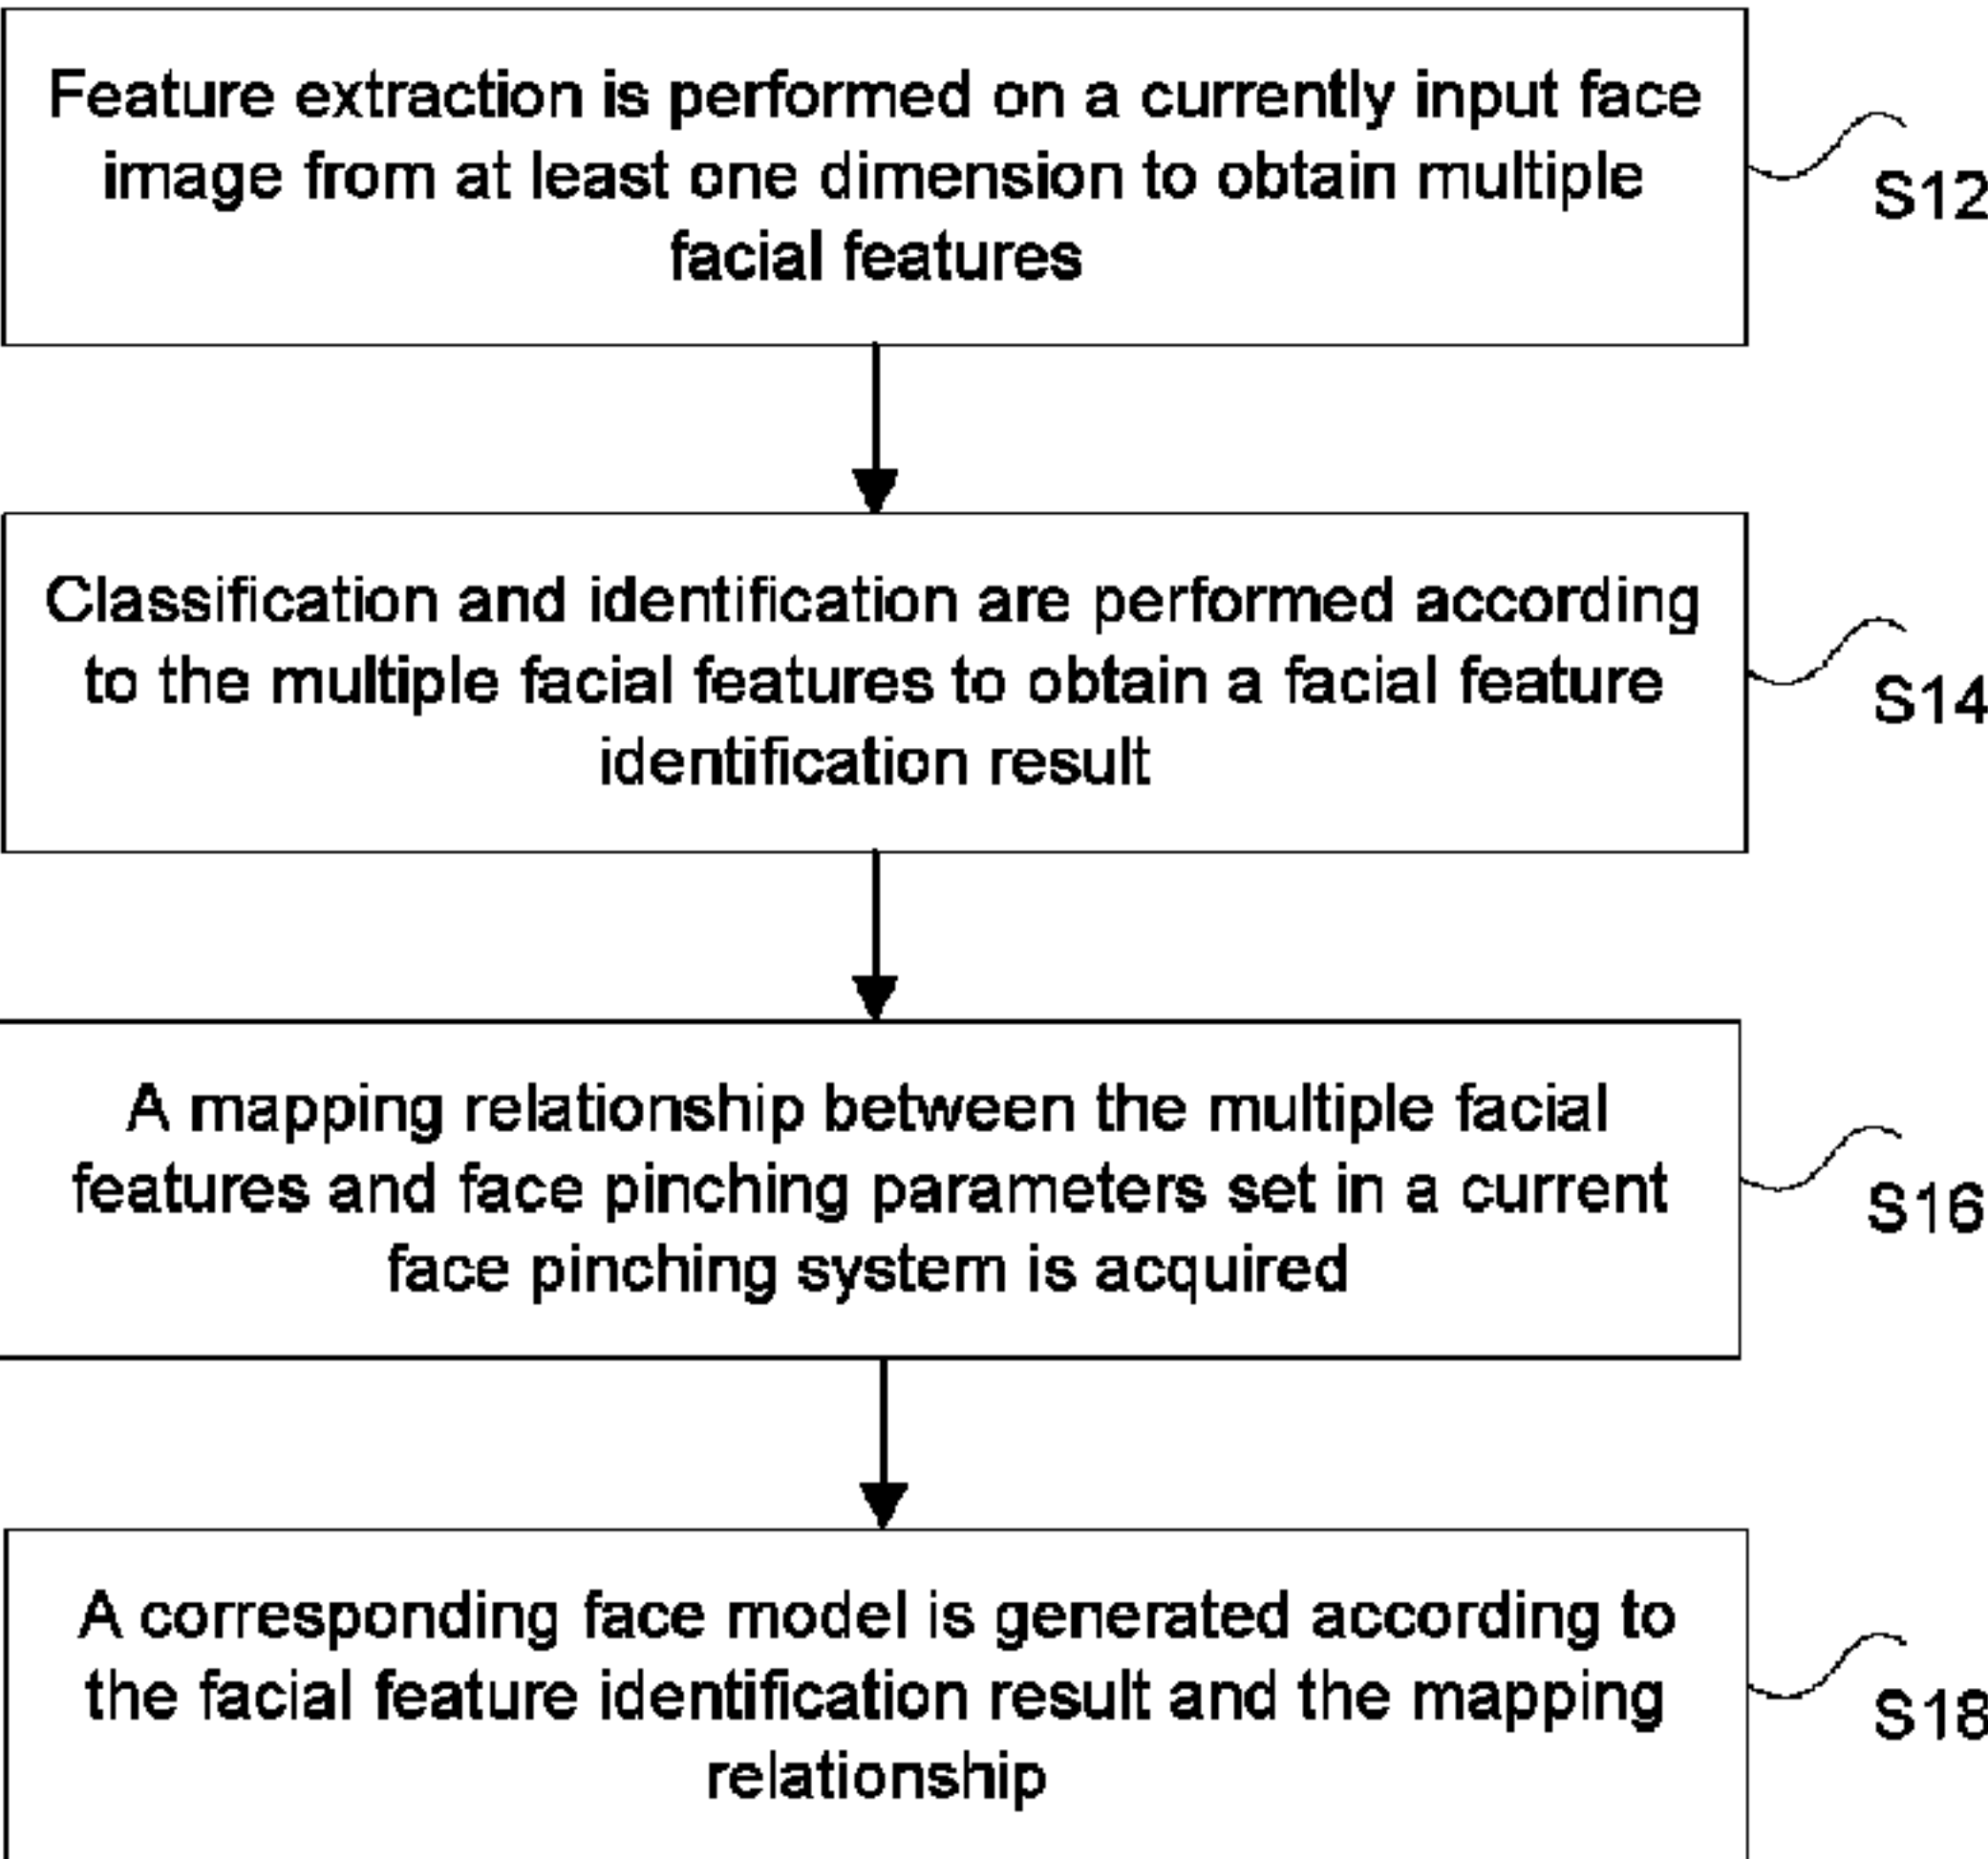 Feature extraction is performed on a currently input face
image from at least one dimension to obtain multiple
facial features
S12
Classification and identification are performed according
to the multiple facial features to obtain a facial feature
identification result
S14
A mapping relationship between the multiple facial
features and face pinching parameters set in a current
face pinching system is acquired
S16
A corresponding face model is generated according to
the facial feature identification result and the mapping
relationship
S18